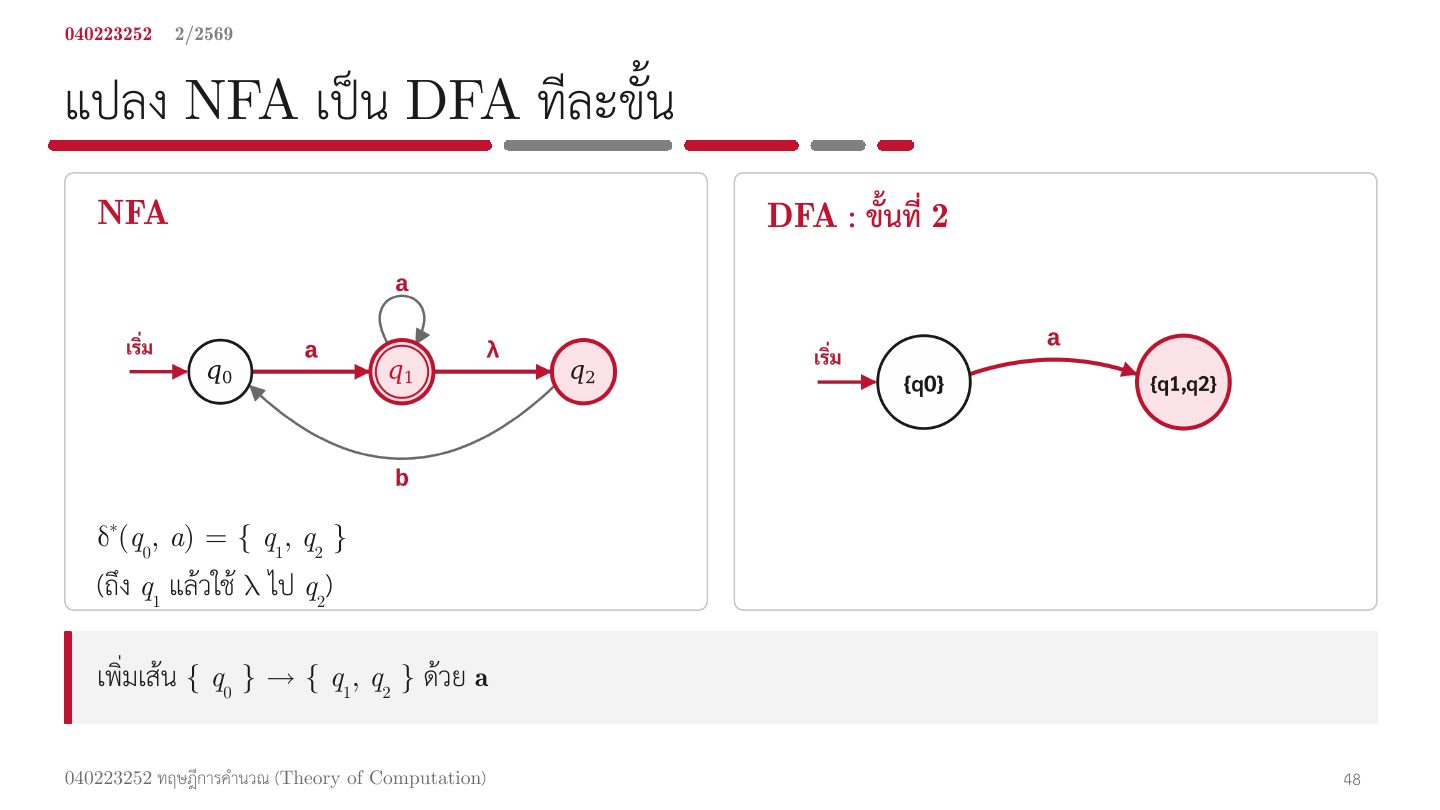 040223252 2/2569
แปลง NFA เป็น DFA ทีละขั้น
NFA
a
เริ่ม
a
λ
q0
q1
q2
b
δ*(q0, a) = { q1, q2 }
(ถึง q1 แล้วใช้ λ ไป q2)
DFA : ขั้นที่ 2
a
เริ่ม
{q0}
{q1,q2}
เพิ่มเส้น { q0 } → { q1, q2 } ด้วย a
040223252 ทฤษฎีการคำนวณ (Theory of Computation)
48